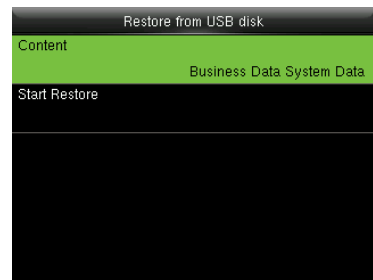 Restore from USB disk
Content
Business Data System Data
Start Restore